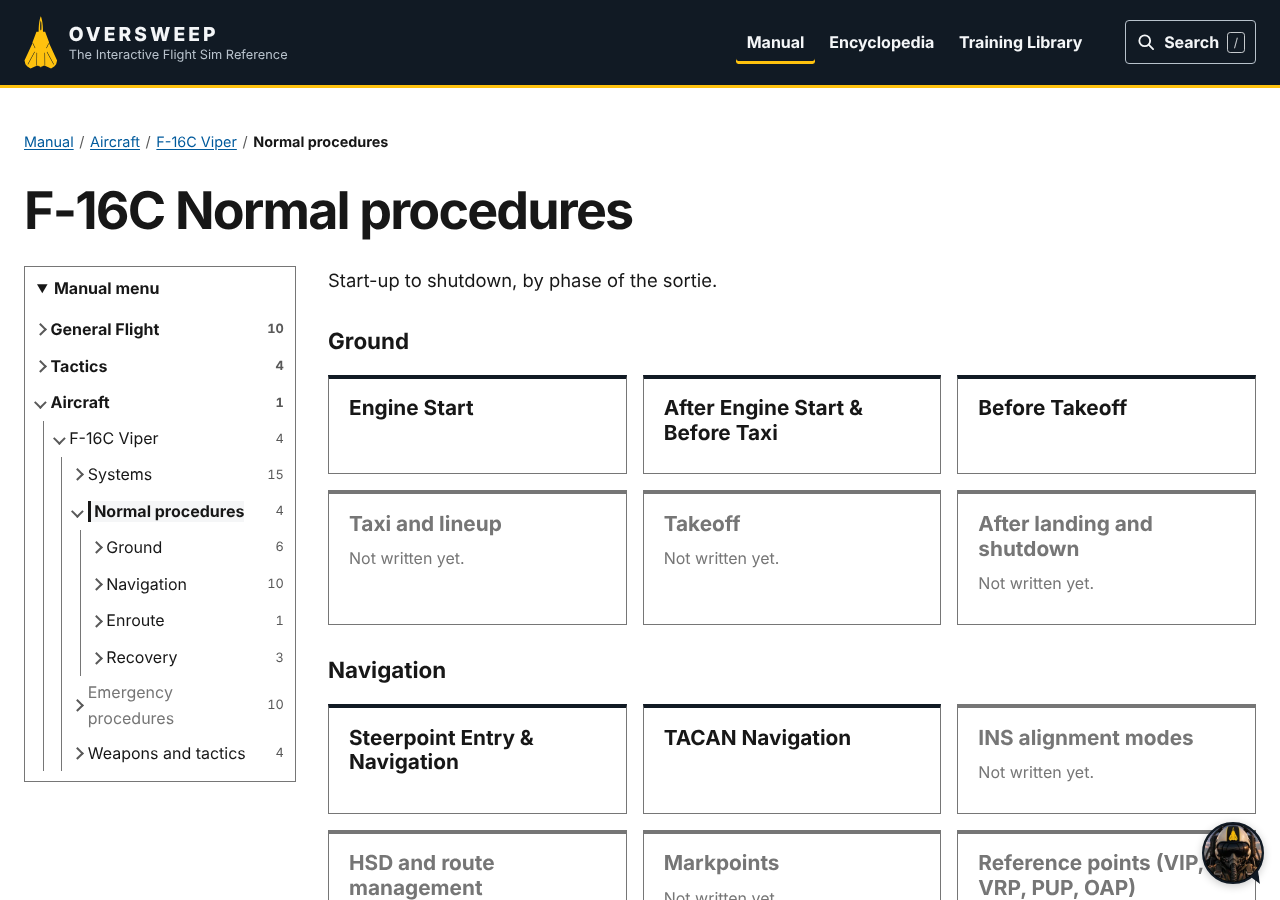 OVERSWEEP
The Interactive Flight Sim Reference
Manual
Encyclopedia
Training Library
Search /
Manual / Aircraft / F-16C Viper / Normal procedures
F-16C Normal procedures
Manual menu
General Flight 10
Tactics 4
Aircraft 1
F-16C Viper 4
Systems 15
Normal procedures 4
Ground 6
Navigation 10
Enroute 1
Recovery 3
Emergency
procedures 10
Weapons and tactics 4
Start-up to shutdown, by phase of the sortie.
Ground
Engine Start
After Engine Start &
Before Taxi
Before Takeoff
Taxi and lineup
Not written yet.
Takeoff
Not written yet.
After landing and
shutdown
Not written yet.
Navigation
Steerpoint Entry &
Navigation
TACAN Navigation
INS alignment modes
Not written yet.
HSD and route
management
Markpoints
Not written yet.
Reference points (VIP,
VRP, PUP, OAP)